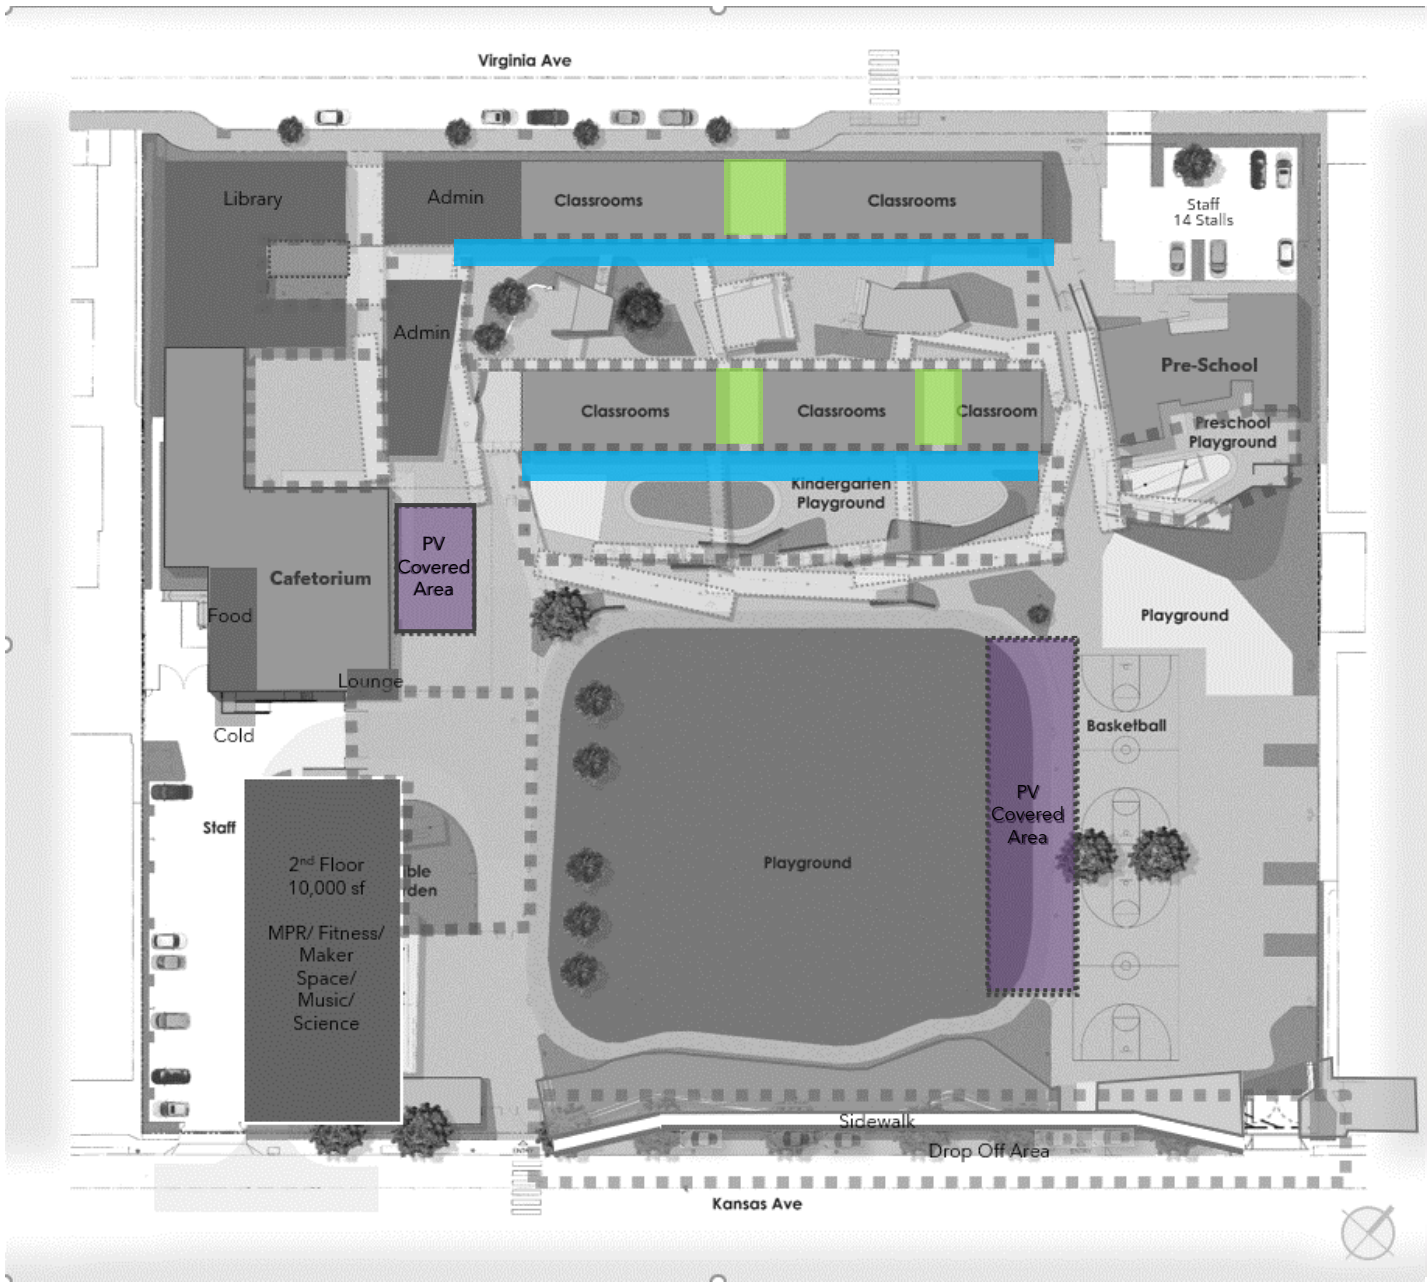 Virginia Ave
Library
Admin
Classrooms
Classrooms
Staff
14 Stalls
Admin
Pre-School
Classrooms
Classrooms
Classroom
Preschool
Playground
Kindergarten
Playground
PV
Covered
Area
Cafetorium
Food
Playground
Lounge
Cold
Basketball
PV
Covered
Area
Staff
2nd Floor
10,000 sf
MPR/ Fitness/
Maker
Space/
Music/
Science
ble
den
Playground
Sidewalk
Drop Off Area
Kansas Ave